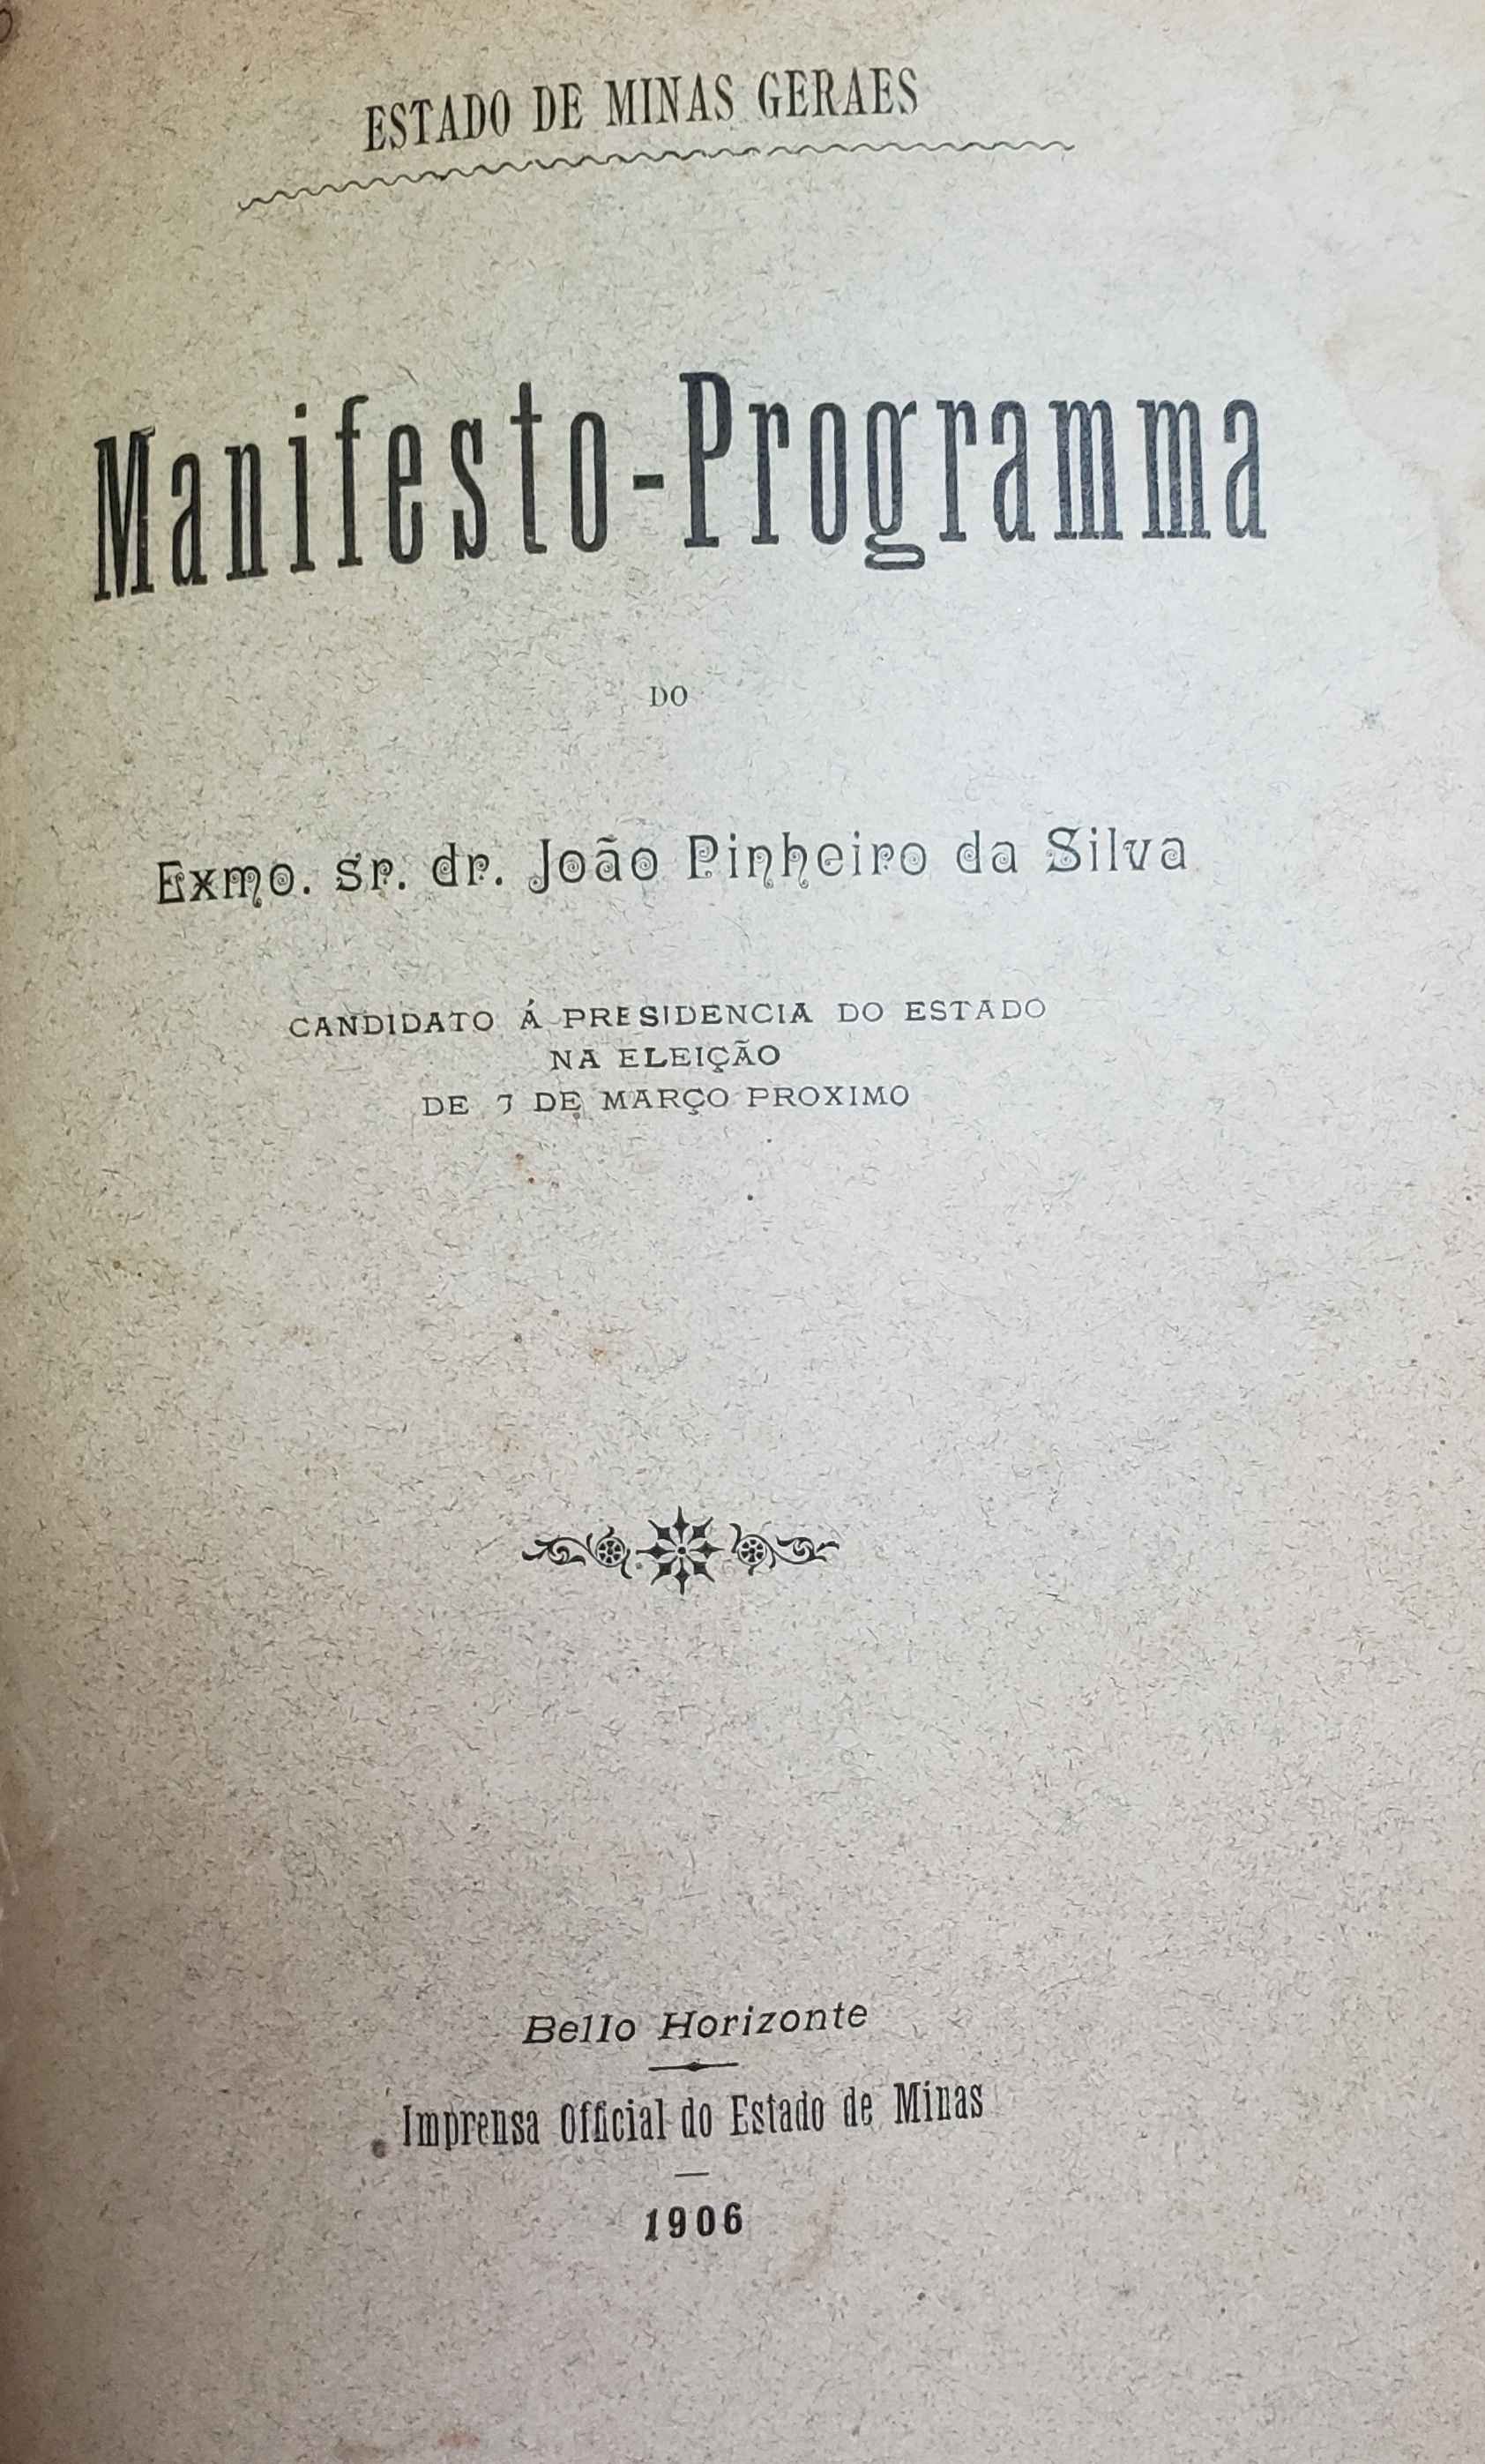 ESTADO DE MINAS GERAES
Manifesto-Programma
DO
Exmo. sr. dr. João Pinheiro da Silva
CANDIDATO Á PRESIDENCIA DO ESTADO
NA ELEIÇÃO
DE 7 DE MARÇO PROXIMO
Bello Horizonte
Imprensa Official do Estado de Minas
1906